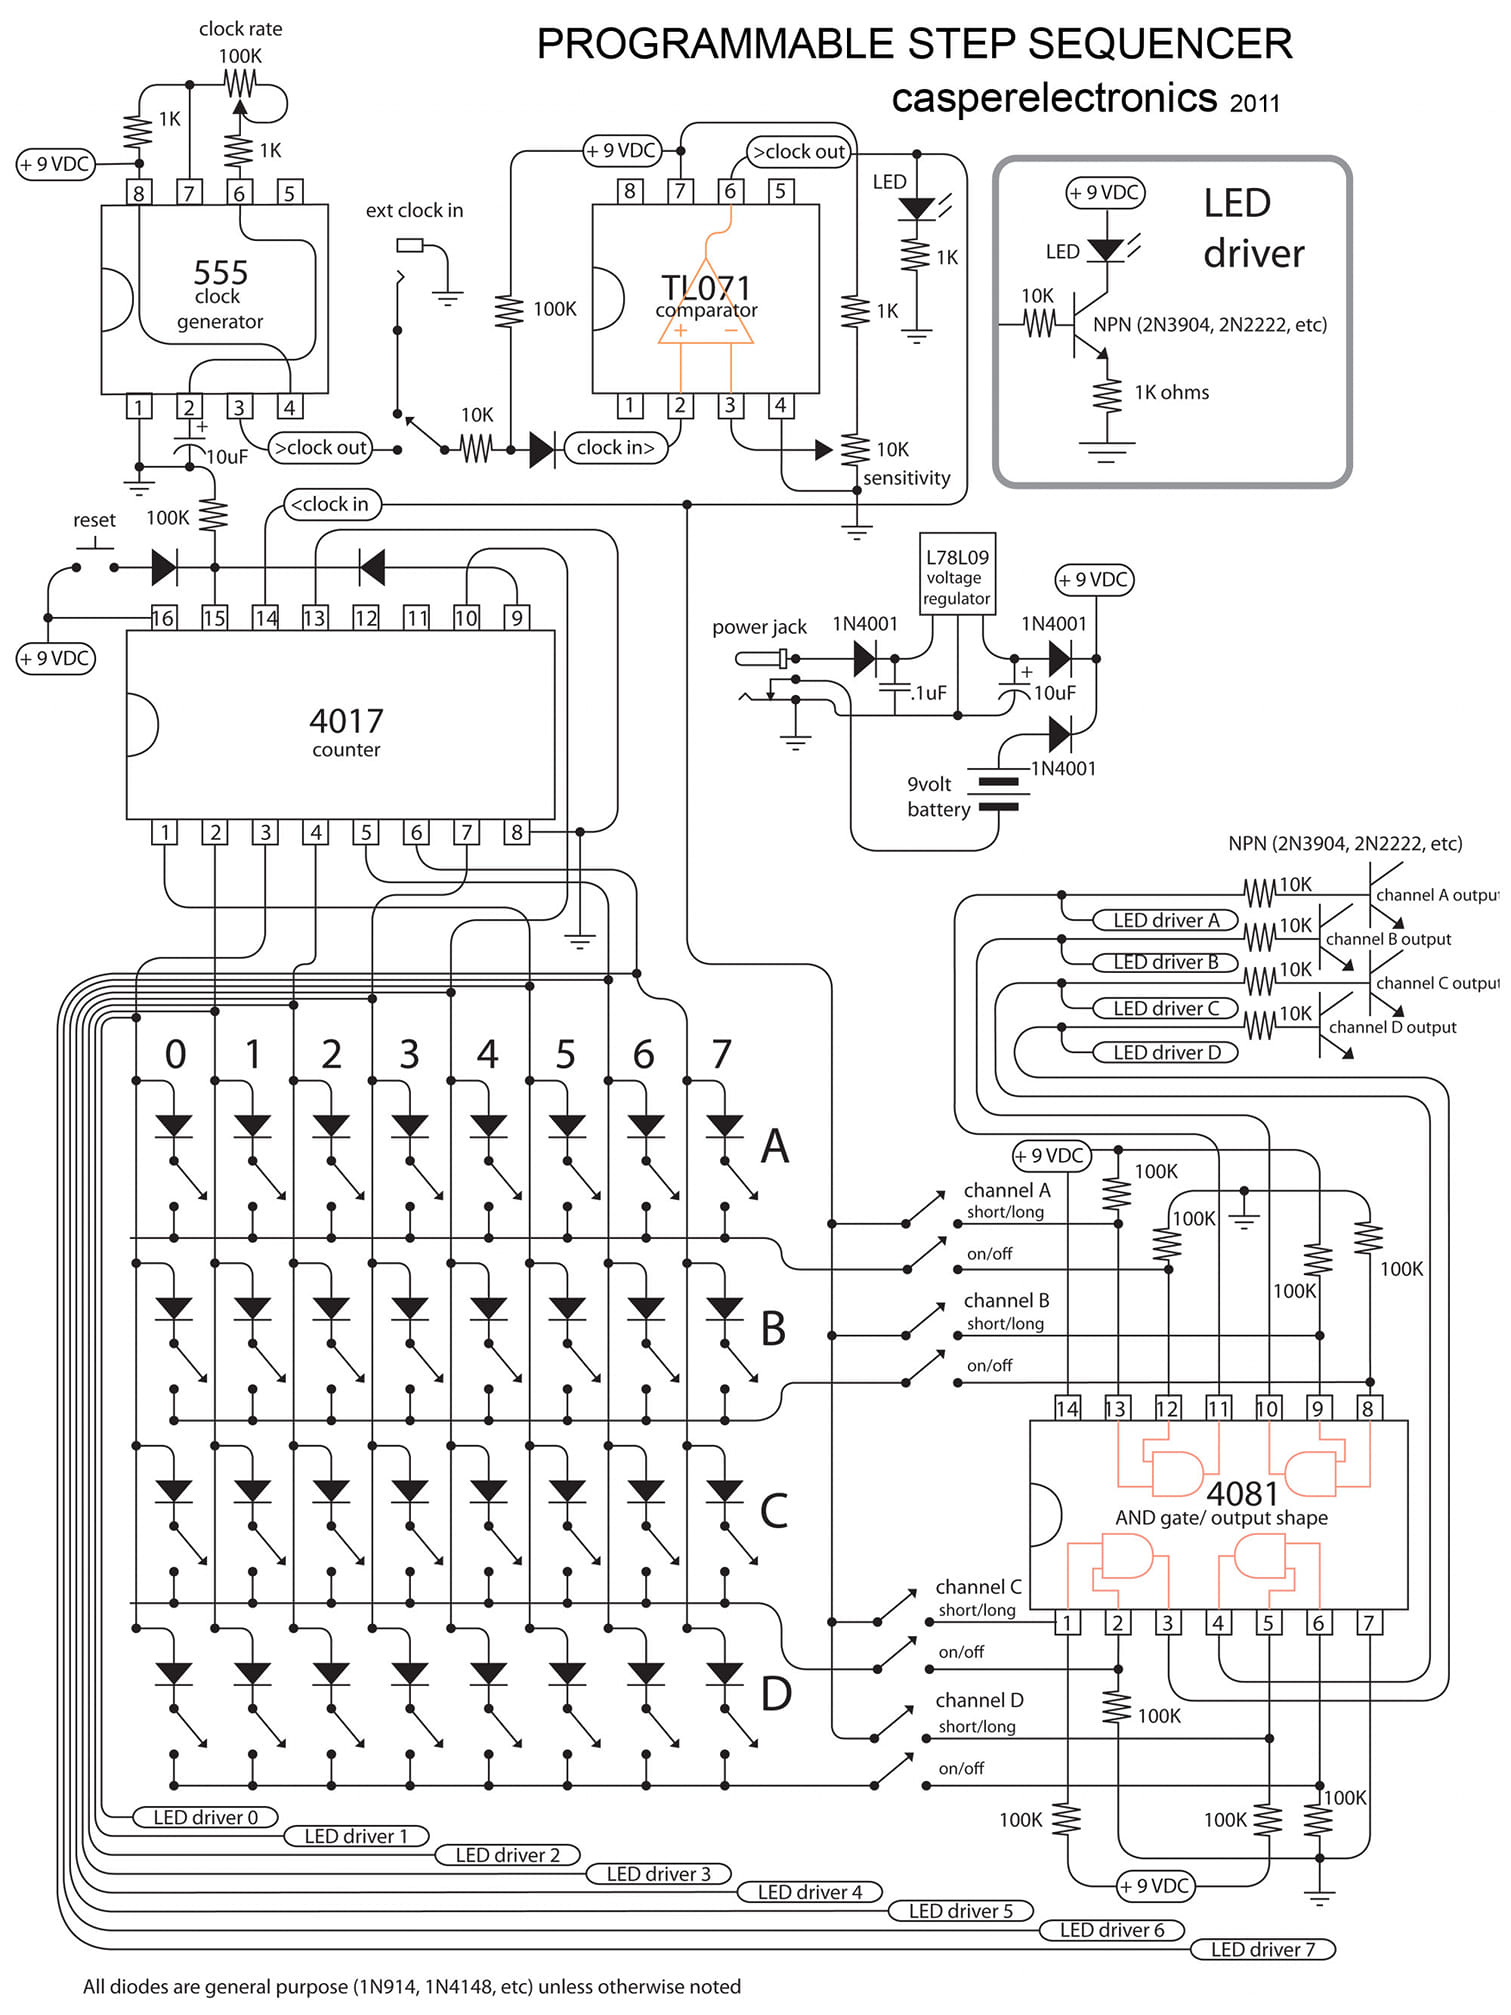 PROGRAMMABLE STEP SEQUENCER
casperelectronics 2011
clock rate
100K
1K
1K
+ 9 VDC
8
7
6
5
555
clock
generator
1
2
3
4
+
10uF
>clock out
ext clock in
10K
100K
+ 9 VDC
>clock out
8
7
6
5
TL071
comparator
+
−
1
2
3
4
clock in>
LED
1K
1K
10K
sensitivity
+ 9 VDC
LED
driver
LED
10K
NPN (2N3904, 2N2222, etc)
1K ohms
<clock in
100K
reset
+ 9 VDC
16
15
14
13
12
11
10
9
4017
counter
1
2
3
4
5
6
7
8
L78L09
voltage
regulator
+ 9 VDC
power jack
1N4001
1N4001
.1uF
+
10uF
1N4001
9volt
battery
NPN (2N3904, 2N2222, etc)
10K
channel A output
LED driver A
10K
channel B output
LED driver B
10K
channel C output
LED driver C
10K
channel D output
LED driver D
0 1 2 3 4 5 6 7
A
B
C
D
+ 9 VDC
100K
100K
100K
100K
channel A
short/long
on/off
channel B
short/long
on/off
14
13
12
11
10
9
8
4081
AND gate/ output shape
1
2
3
4
5
6
7
channel C
short/long
on/off
channel D
short/long
on/off
100K
100K
100K
100K
+ 9 VDC
LED driver 0
LED driver 1
LED driver 2
LED driver 3
LED driver 4
LED driver 5
LED driver 6
LED driver 7
All diodes are general purpose (1N914, 1N4148, etc) unless otherwise noted